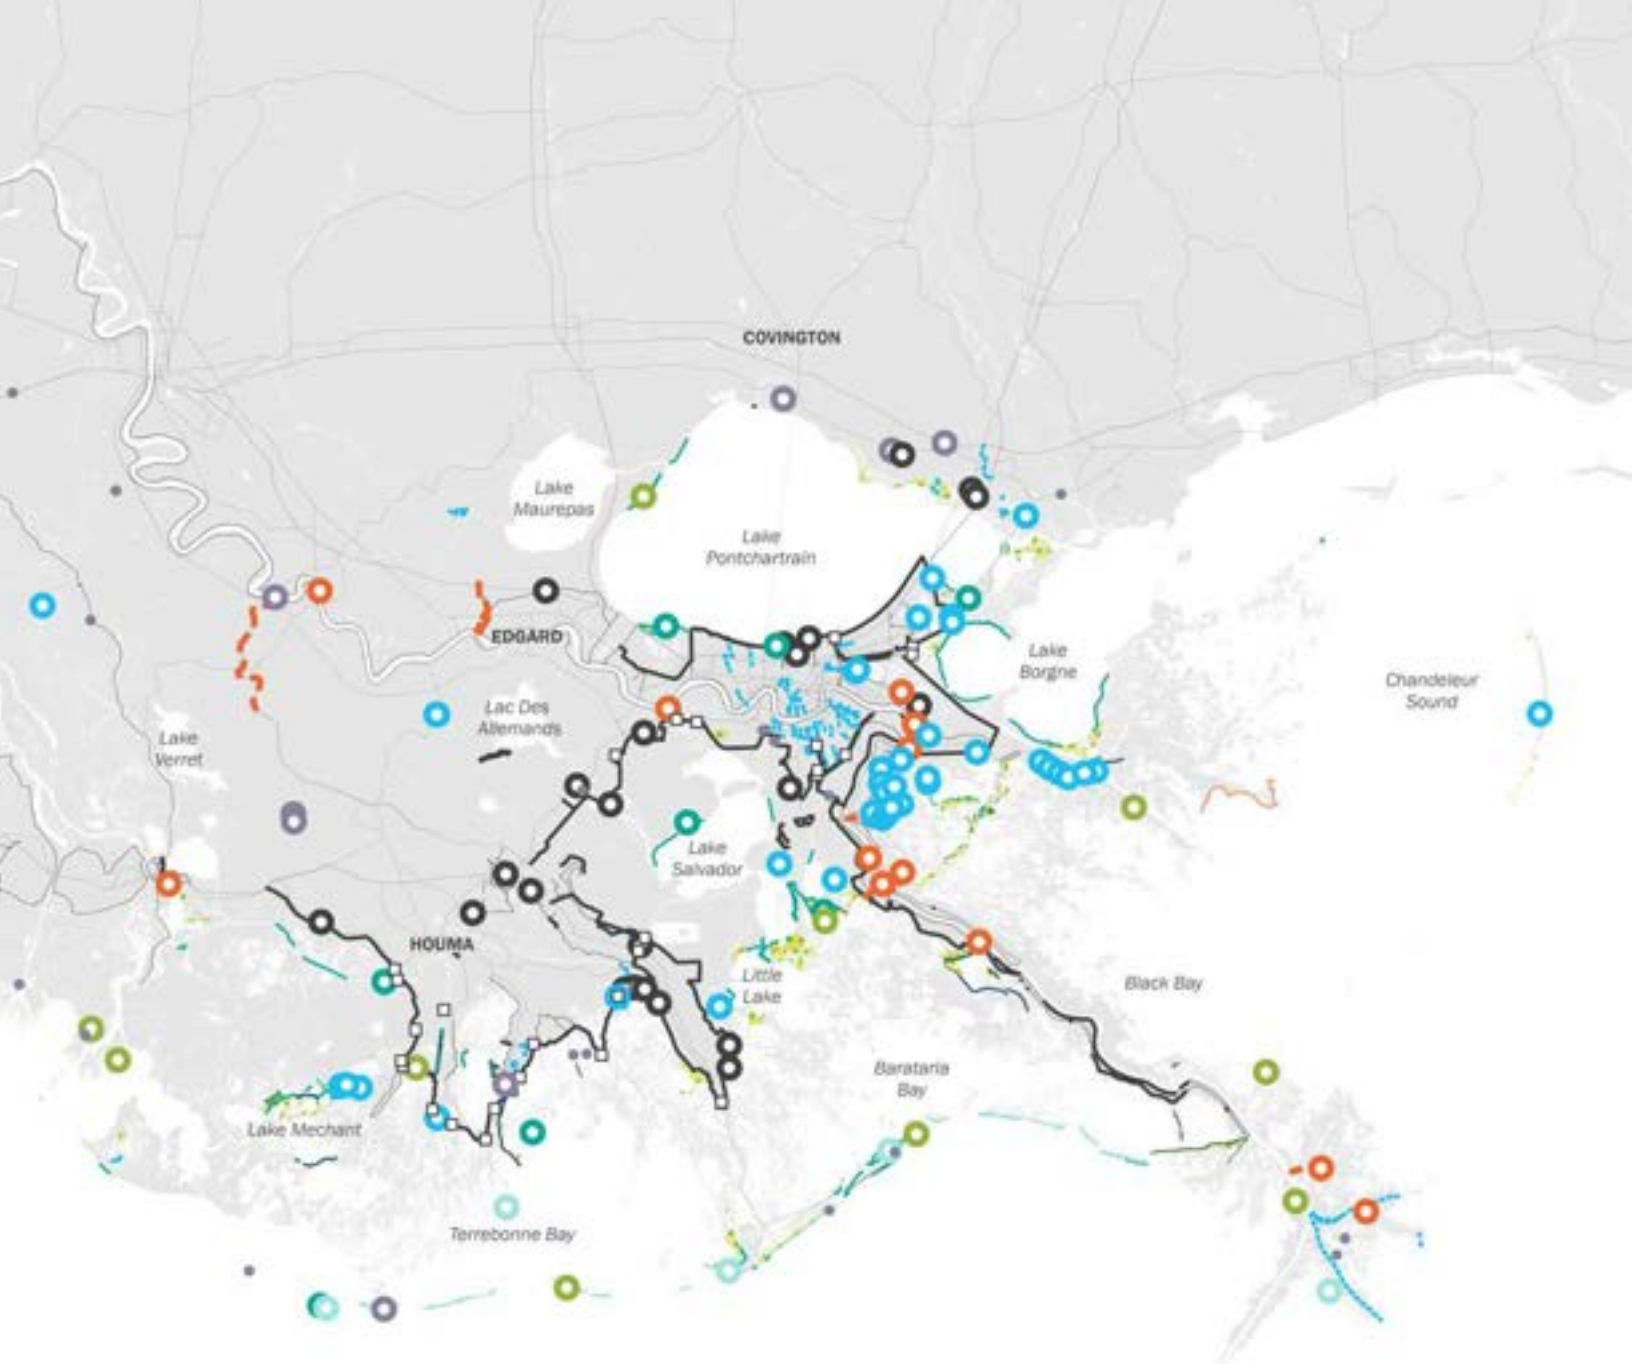 COVINGTON
Lake
Maurepas
Lake
Pontchartrain
EDGARD
Lake
Borgne
Chandeleur
Sound
Lac Des
Allemands
Lake
Verret
Lake
Salvador
HOUMA
Little
Lake
Black Bay
Barataria
Bay
Lake Mechant
Terrebonne Bay